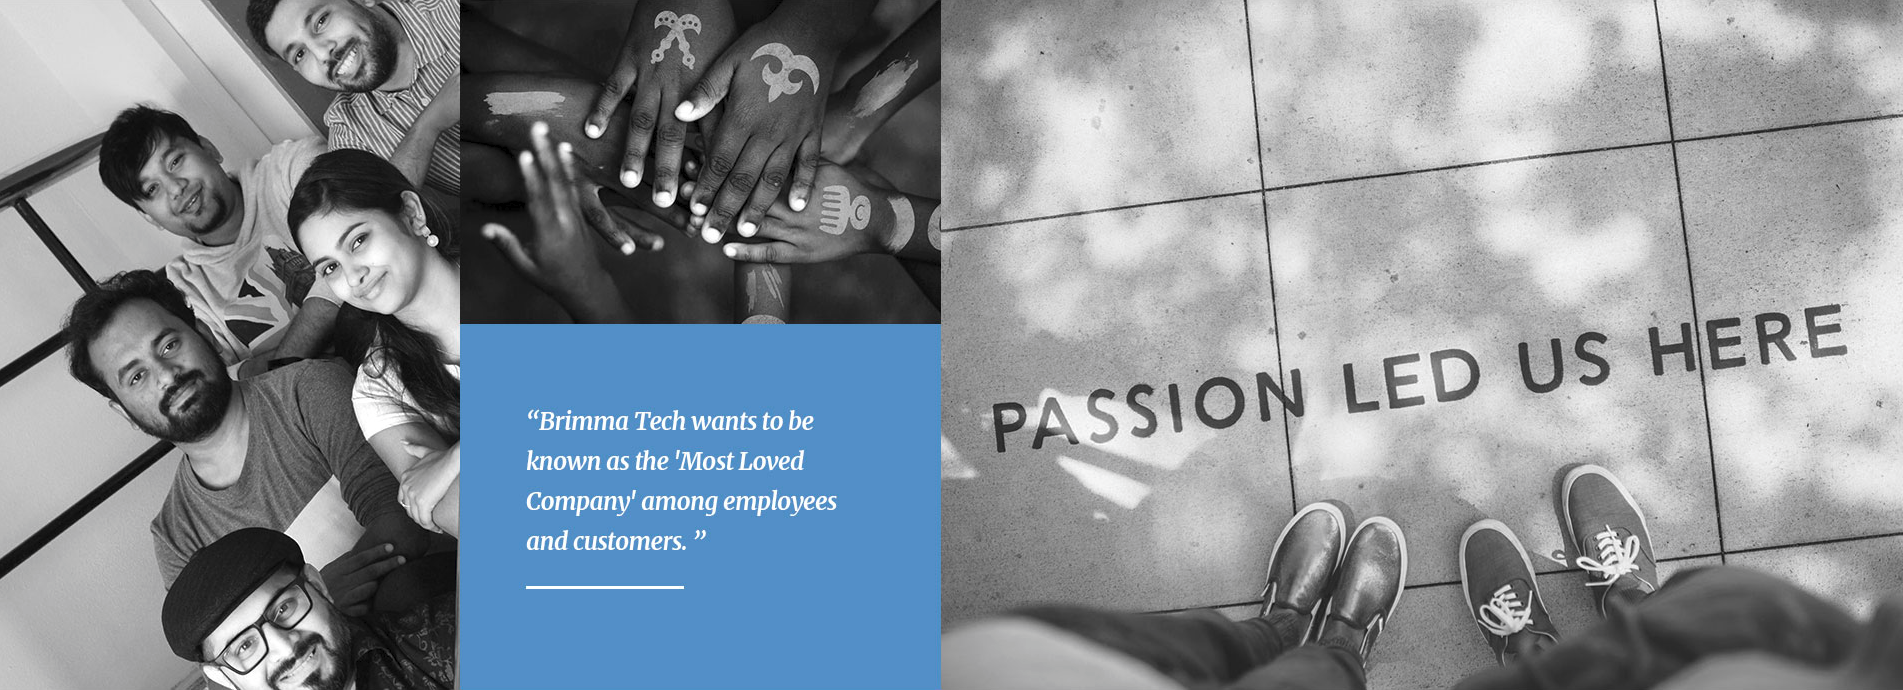 “Brimma Tech wants to be
known as the 'Most Loved
Company' among employees
and customers. ”
PASSION LED US HERE